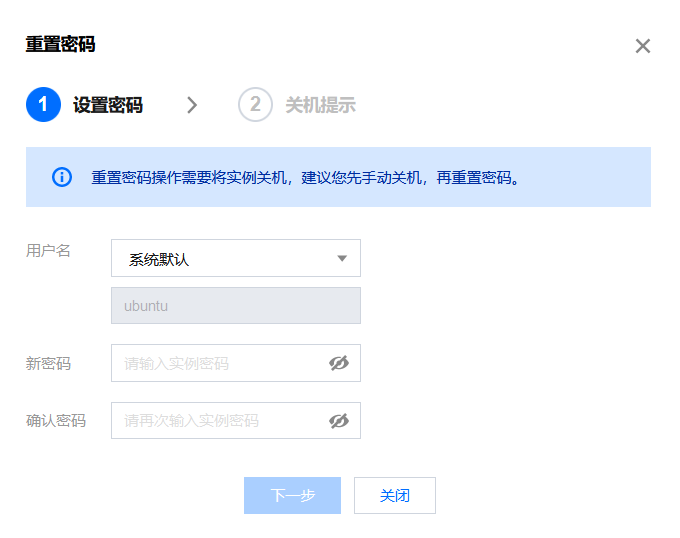 重置密码
1 设置密码 2 关机提示
重置密码操作需要将实例关机，建议您先手动关机，再重置密码。
用户名 系统默认
ubuntu
新密码 请输入实例密码
确认密码 请再次输入实例密码
下一步 关闭